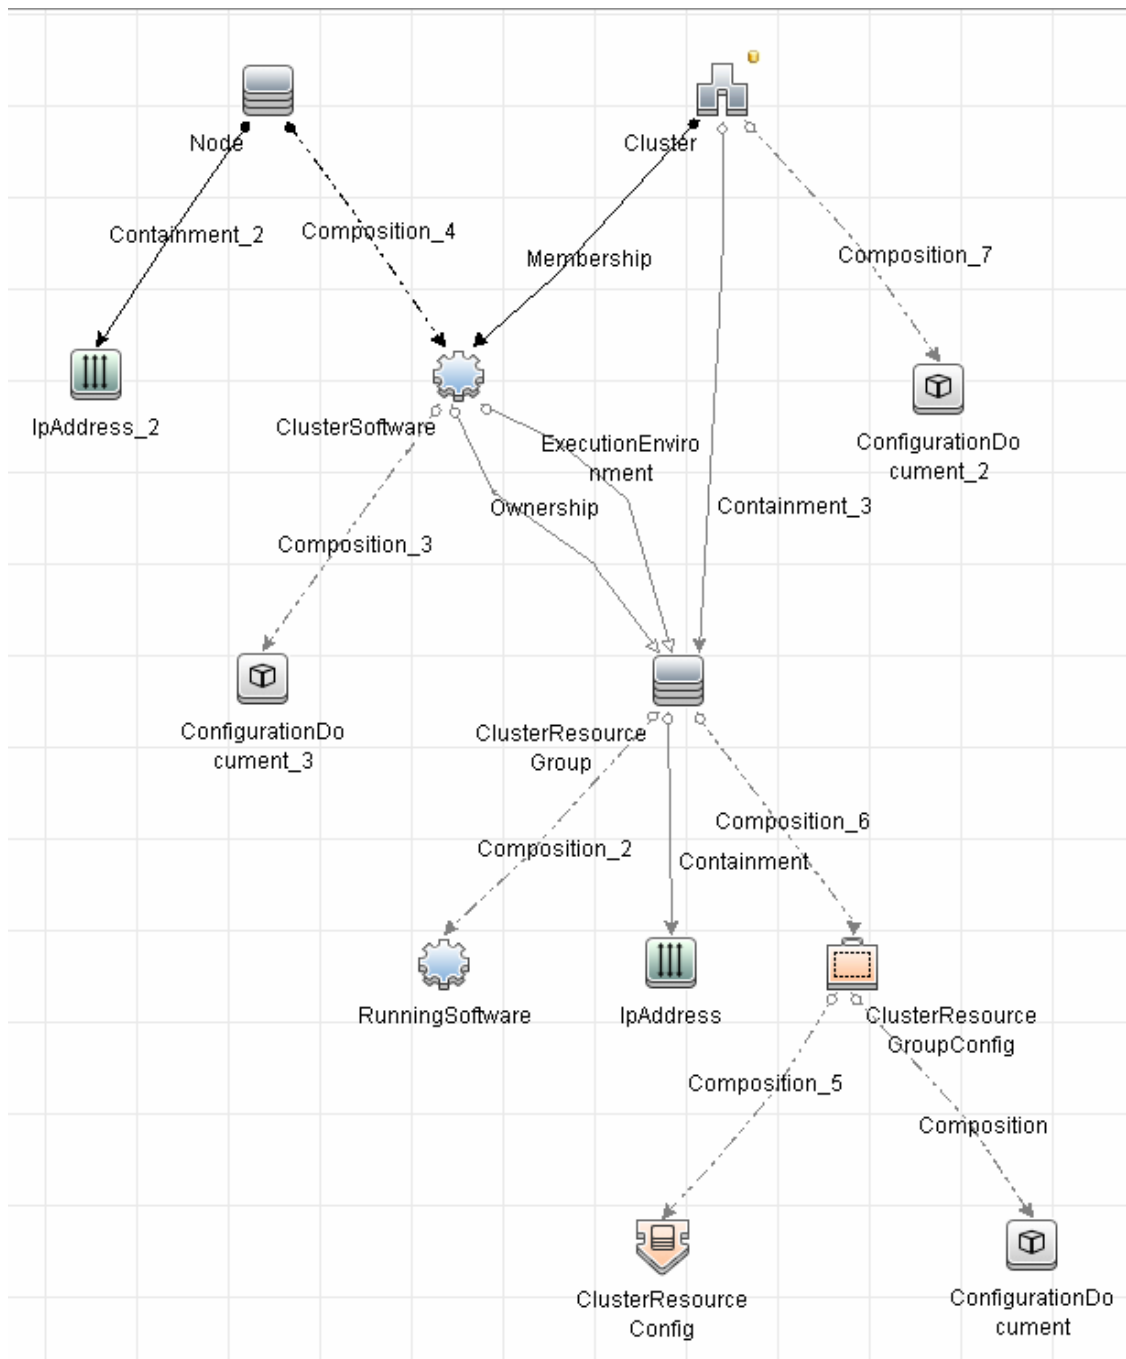 Node
Cluster
Containment_2
Composition_4
Membership
Composition_7
IpAddress_2
ClusterSoftware
ExecutionEnviro
nment
ConfigurationDo
cument_2
Ownership
Containment_3
Composition_3
ConfigurationDo
cument_3
ClusterResource
Group
Composition_2
Containment
Composition_6
RunningSoftware
IpAddress
ClusterResource
GroupConfig
Composition_5
Composition
ClusterResource
Config
ConfigurationDo
cument